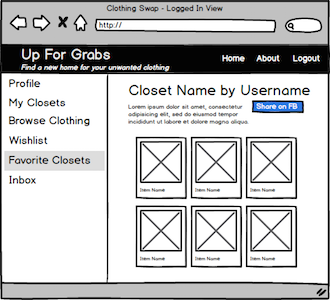 Clothing Swap - Logged In View
http://
Up For Grabs
Find a new home for your unwanted clothing
Home About Logout
Profile
My Closets
Browse Clothing
Wishlist
Favorite Closets
Inbox
Closet Name by Username
Lorem ipsum dolor sit amet, consectetur
adipisicing elit, sed do eiusmod tempor
incididunt ut labore et dolore magna aliqua.
Share on FB
Item Name Item Name Item Name
Item Name Item Name Item Name